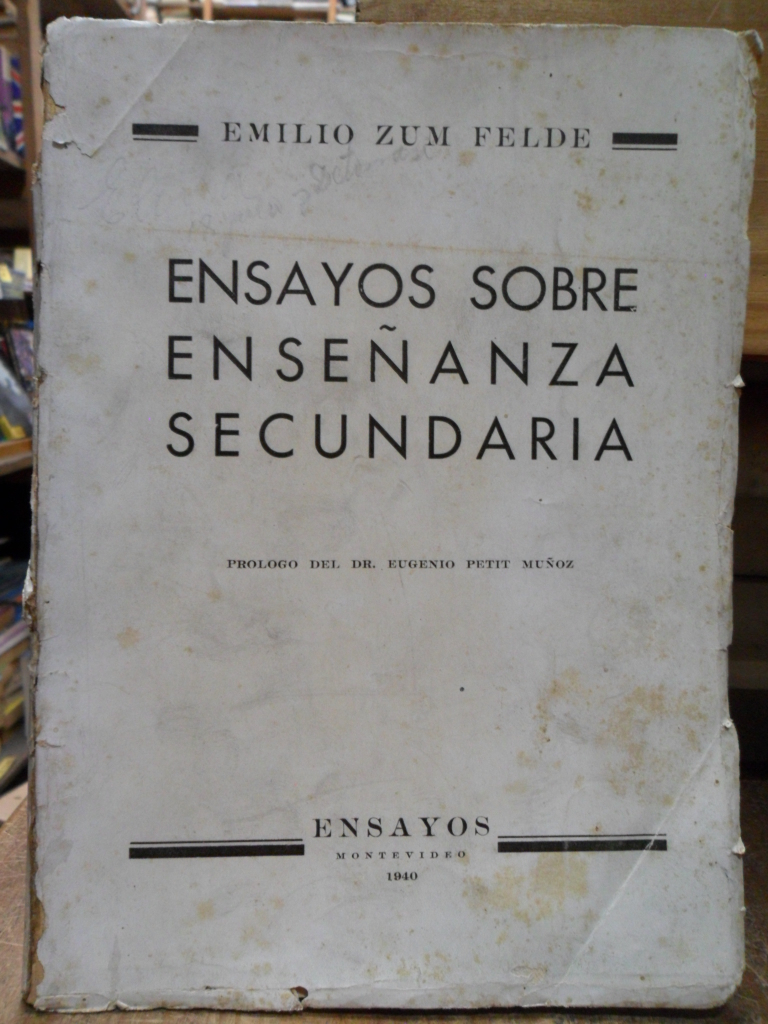 EMILIO ZUM FELDE
ENSAYOS SOBRE
ENSEÑANZA
SECUNDARIA
PROLOGO DEL DR. EUGENIO PETIT MUÑOZ
ENSAYOS
MONTEVIDEO
1940